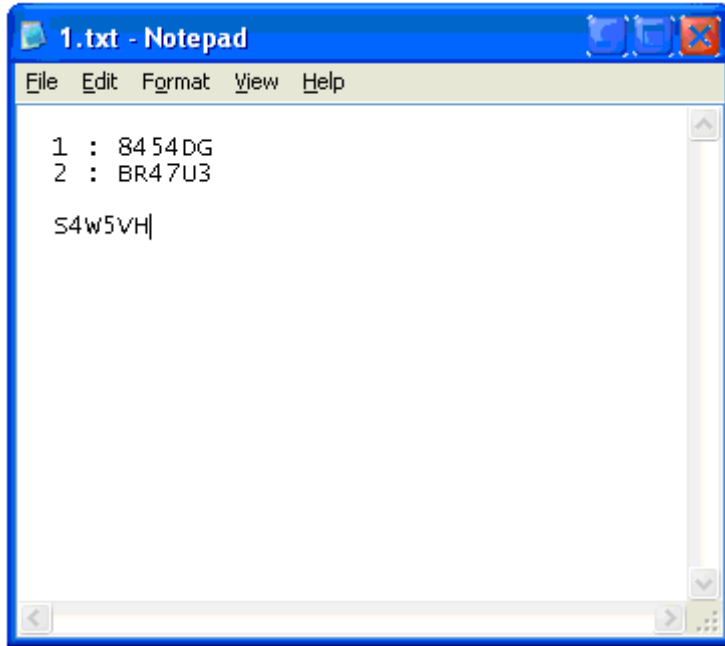 1.txt - Notepad
File Edit Format View Help
1 : 8454DG
2 : BR47U3
S4W5VH